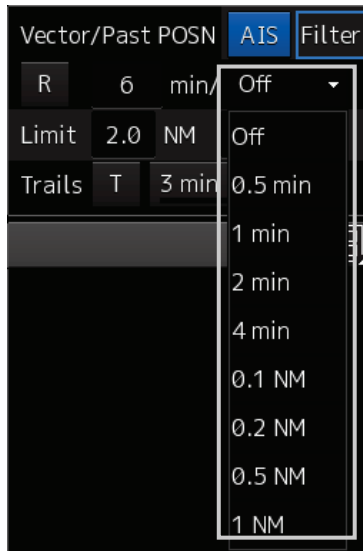 Vector/Past POSN AIS Filter
R 6 min/ Off
Limit 2.0 NM
Trails T 3 min
Off
0.5 min
1 min
2 min
4 min
0.1 NM
0.2 NM
0.5 NM
1 NM